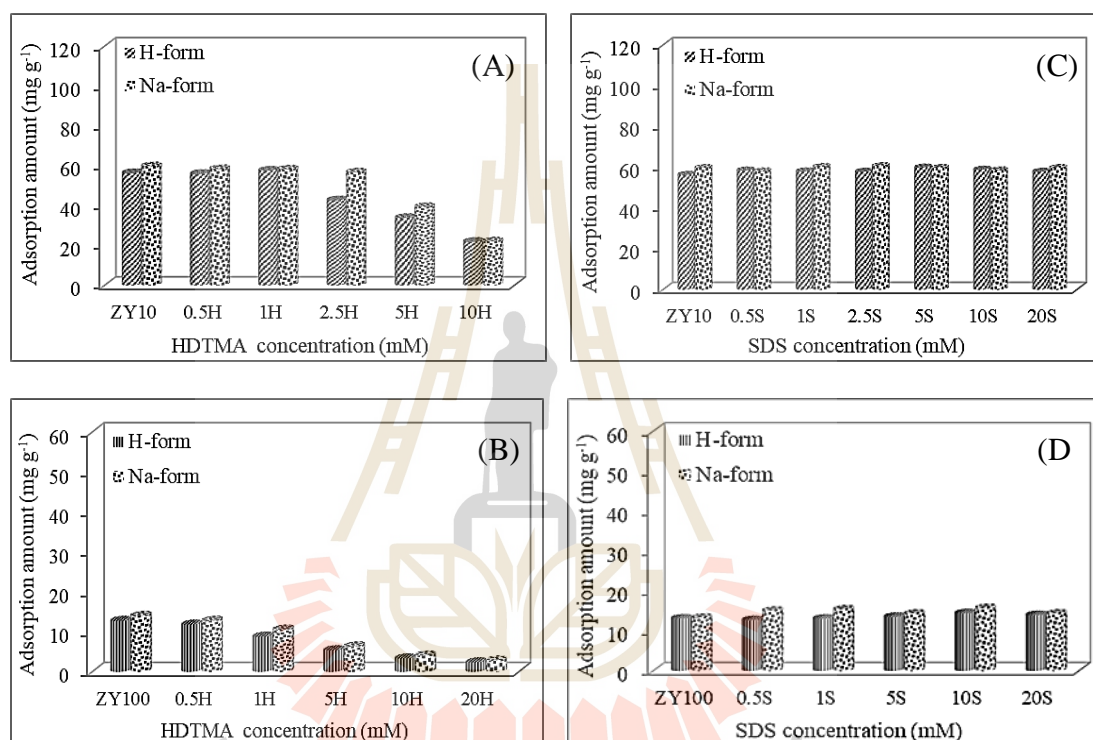 120
100
80
60
40
20
0
Adsorption amount (mg g⁻¹)
H-form
Na-form
(A)
ZY10 0.5H 1H 2.5H 5H 10H
HDTMA concentration (mM)
120
100
80
60
40
20
0
Adsorption amount (mg g⁻¹)
H-form
Na-form
(C)
ZY10 0.5S 1S 2.5S 5S 10S 20S
SDS concentration (mM)
60
50
40
30
20
10
0
Adsorption amount (mg g⁻¹)
H-form
Na-form
(B)
ZY100 0.5H 1H 5H 10H 20H
HDTMA concentration (mM)
60
50
40
30
20
10
0
Adsorption amount (mg g⁻¹)
H-form
Na-form
(D)
ZY100 0.5S 1S 5S 10S 20S
SDS concentration (mM)